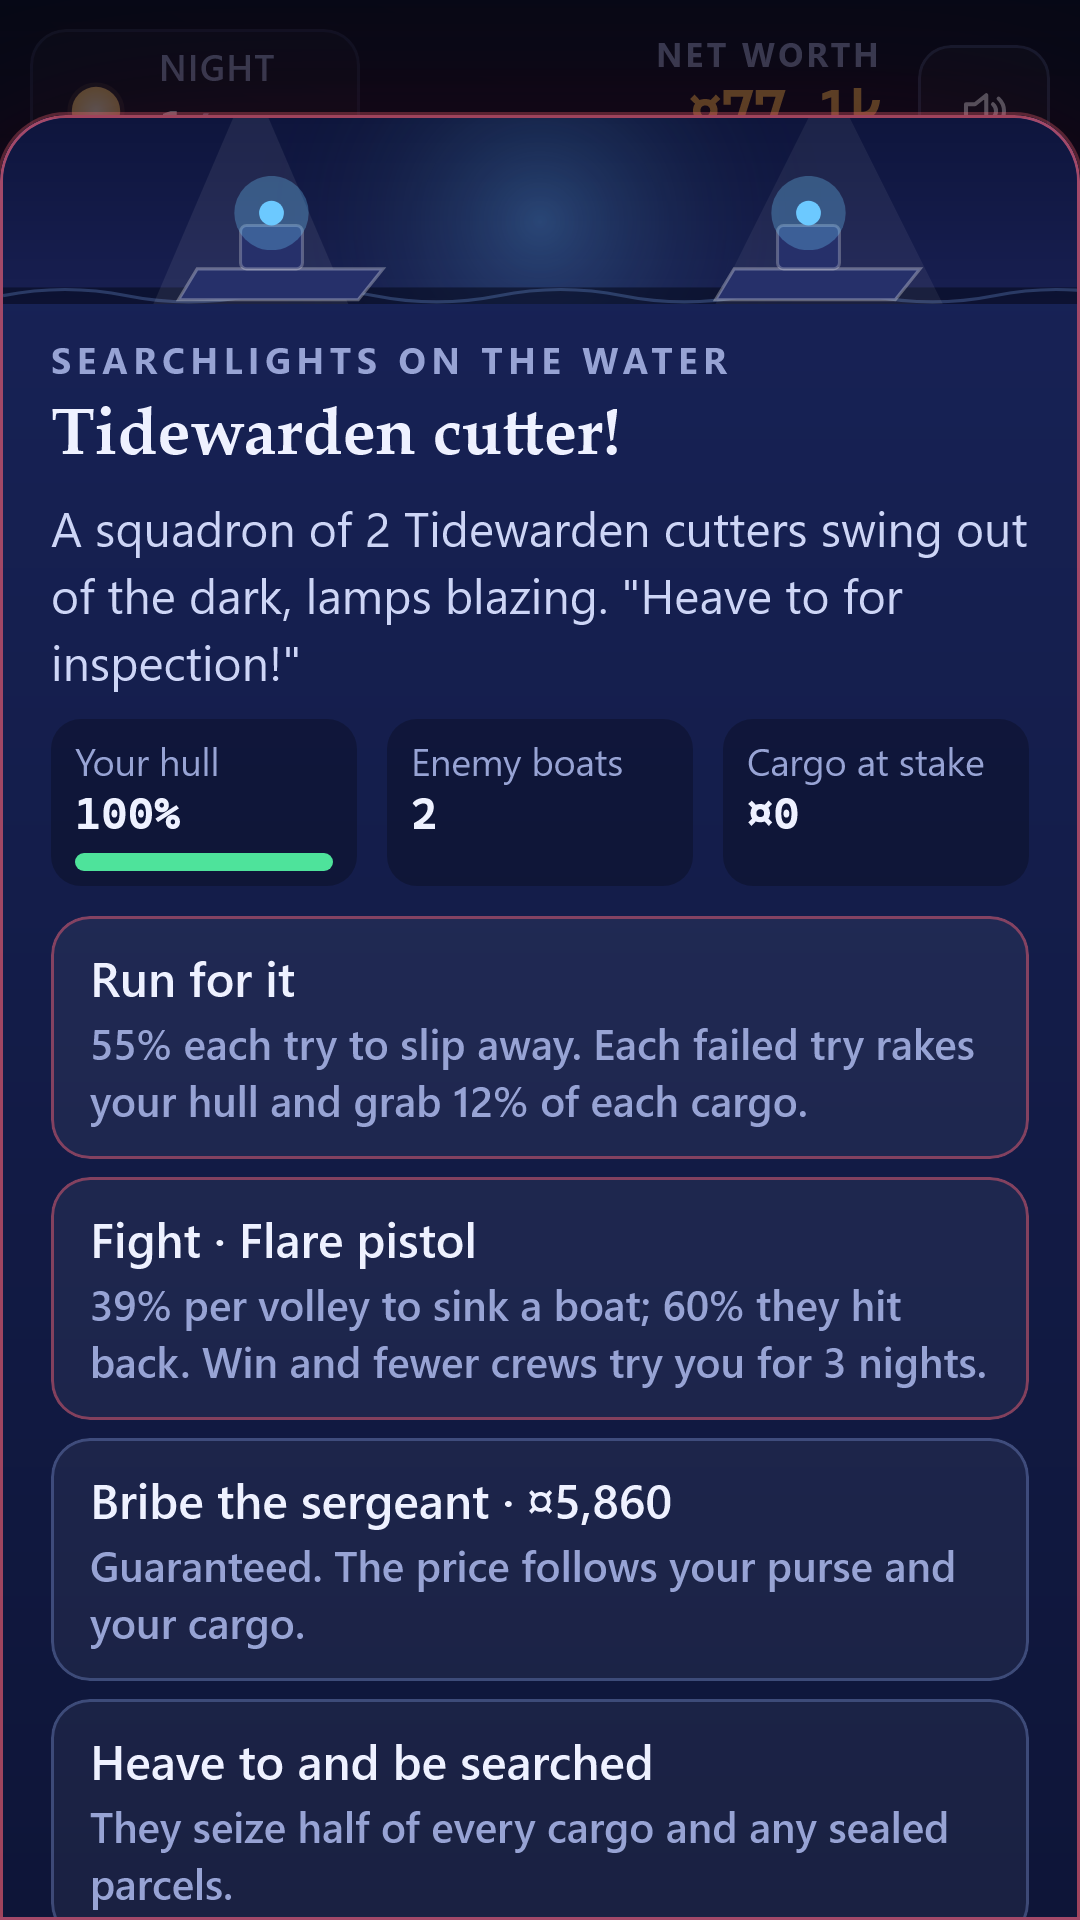 NIGHT
NET WORTH
SEARCHLIGHTS ON THE WATER
Tidewarden cutter!
A squadron of 2 Tidewarden cutters swing out
of the dark, lamps blazing. "Heave to for
inspection!"
Your hull
100%
Enemy boats
2
Cargo at stake
¤0
Run for it
55% each try to slip away. Each failed try rakes
your hull and grab 12% of each cargo.
Fight · Flare pistol
39% per volley to sink a boat; 60% they hit
back. Win and fewer crews try you for 3 nights.
Bribe the sergeant · ¤5,860
Guaranteed. The price follows your purse and
your cargo.
Heave to and be searched
They seize half of every cargo and any sealed
parcels.